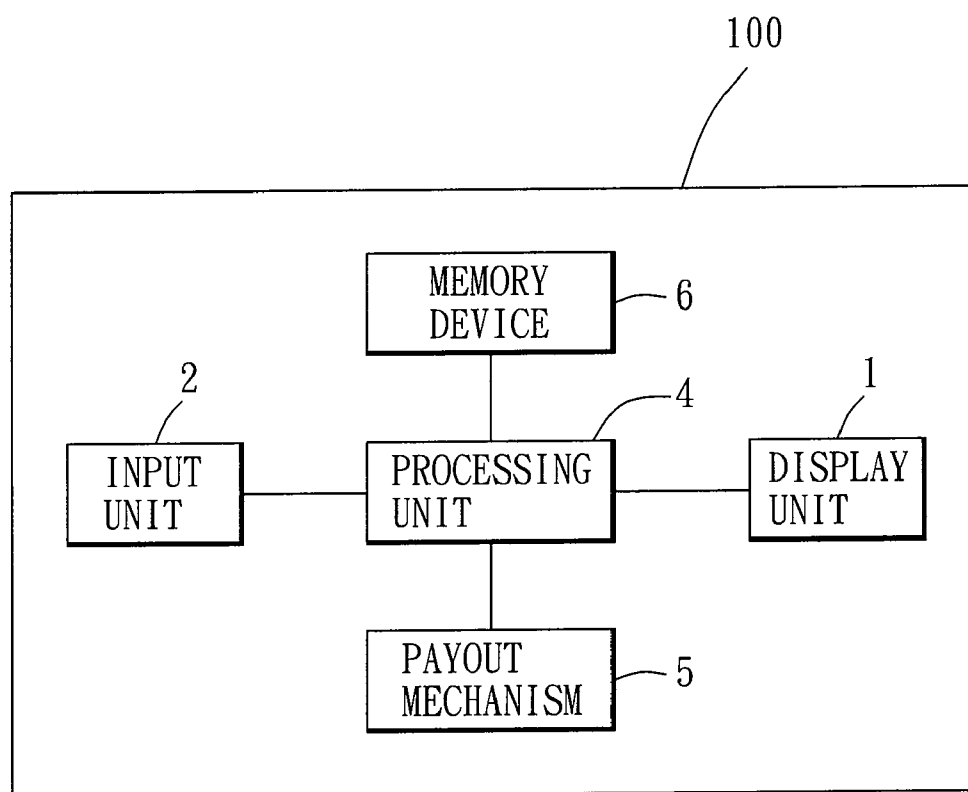 100
MEMORY
DEVICE
6
2
4
1
INPUT
UNIT
PROCESSING
UNIT
DISPLAY
UNIT
PAYOUT
MECHANISM
5